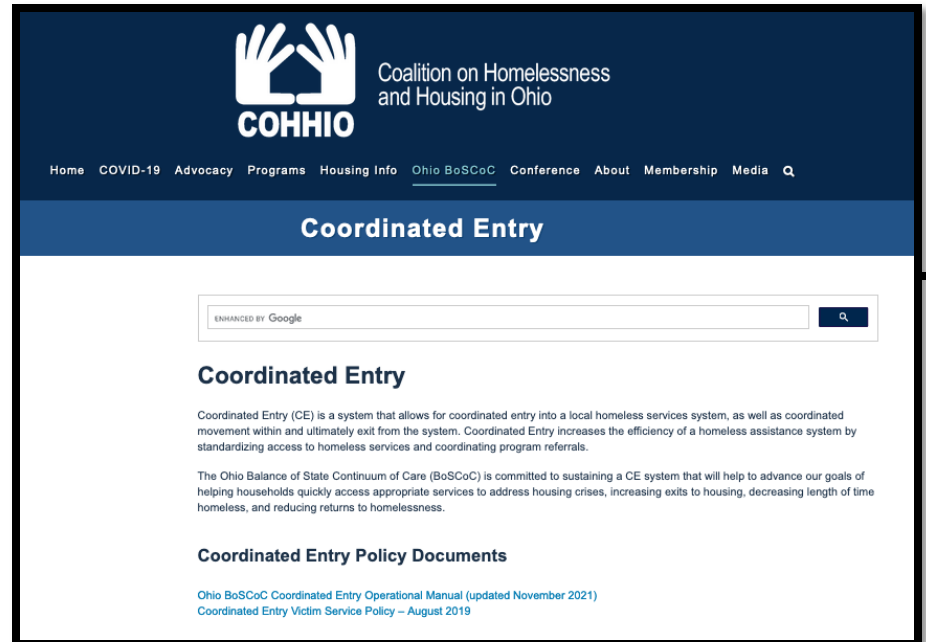 COHHIO
Coalition on Homelessness
and Housing in Ohio
Home COVID-19 Advocacy Programs Housing Info Ohio BoSCoC Conference About Membership Media
Coordinated Entry
ENHANCED BY Google
Coordinated Entry
Coordinated Entry (CE) is a system that allows for coordinated entry into a local homeless services system, as well as coordinated
movement within and ultimately exit from the system. Coordinated Entry increases the efficiency of a homeless assistance system by
standardizing access to homeless services and coordinating program referrals.
The Ohio Balance of State Continuum of Care (BoSCoC) is committed to sustaining a CE system that will help to advance our goals of
helping households quickly access appropriate services to address housing crises, increasing exits to housing, decreasing length of time
homeless, and reducing returns to homelessness.
Coordinated Entry Policy Documents
Ohio BoSCoC Coordinated Entry Operational Manual (updated November 2021)
Coordinated Entry Victim Service Policy – August 2019